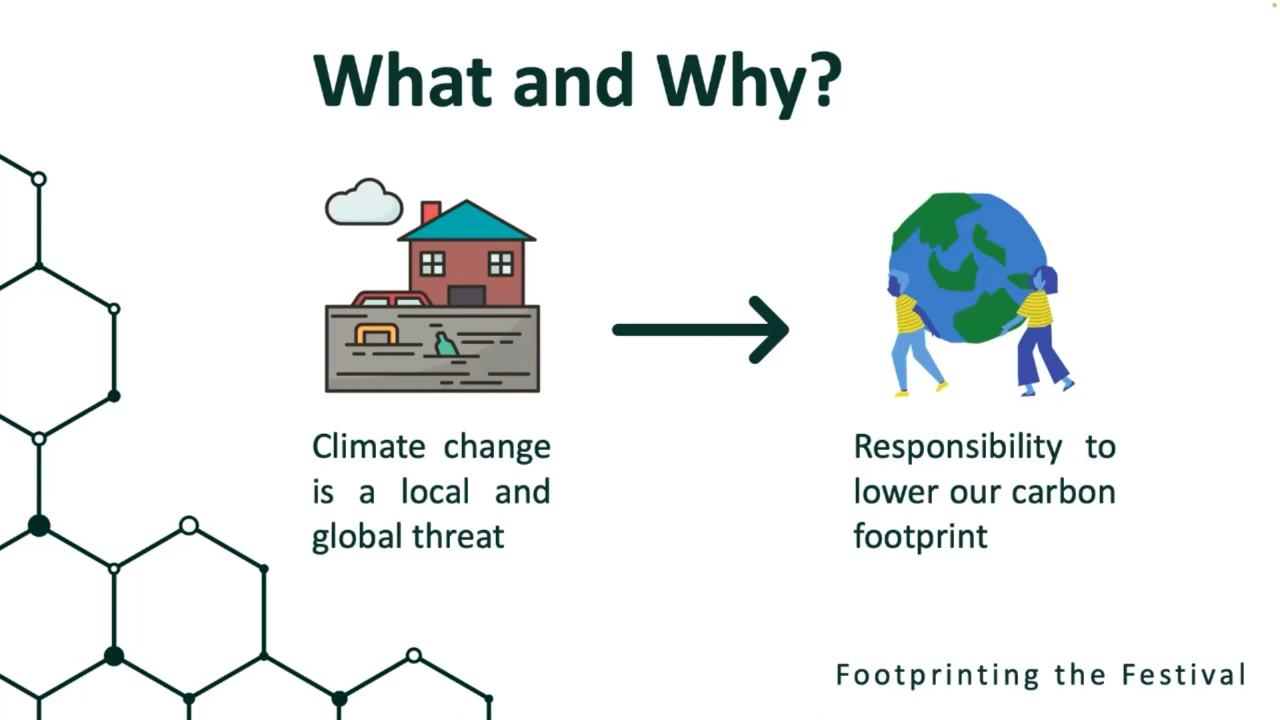 What and Why?
Climate change
is a local and
global threat
Responsibility to
lower our carbon
footprint
Footprinting the Festival